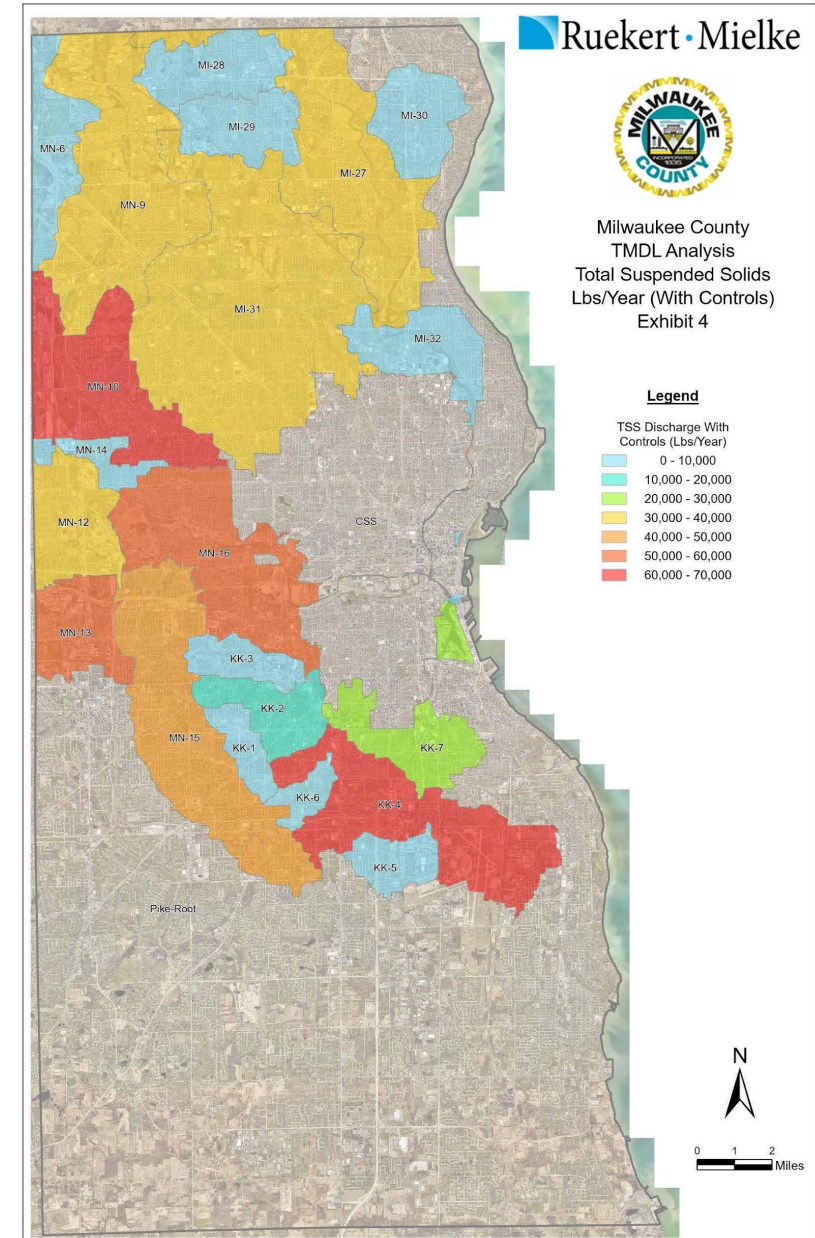 Ruekert·Mielke
MILWAUKEE
INCORPORATED
1835
COUNTY
Milwaukee County
TMDL Analysis
Total Suspended Solids
Lbs/Year (With Controls)
Exhibit 4
Legend
TSS Discharge With
Controls (Lbs/Year)
0 - 10,000
10,000 - 20,000
20,000 - 30,000
30,000 - 40,000
40,000 - 50,000
50,000 - 60,000
60,000 - 70,000
MI-28
MI-30
MI-29
MN-6
MI-27
MN-9
MI-31
MI-32
MN-10
MN-14
MN-12
CSS
MN-16
MN-13
KK-3
KK-2
MN-15
KK-1
KK-7
KK-6
KK-4
KK-5
Pike-Root
N
0 1 2
Miles